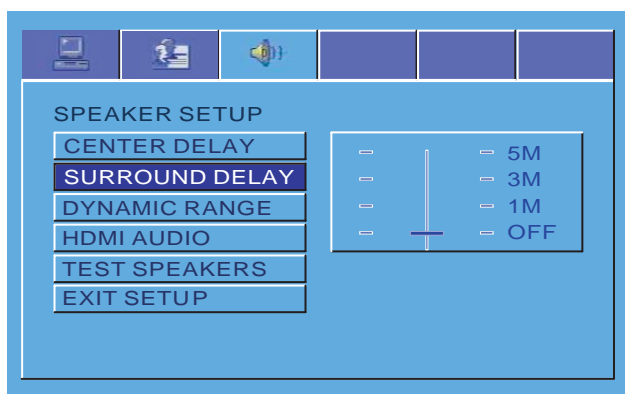 SPEAKER SETUP
CENTER DELAY
SURROUND DELAY
DYNAMIC RANGE
HDMI AUDIO
TEST SPEAKERS
EXIT SETUP
5M
3M
1M
OFF